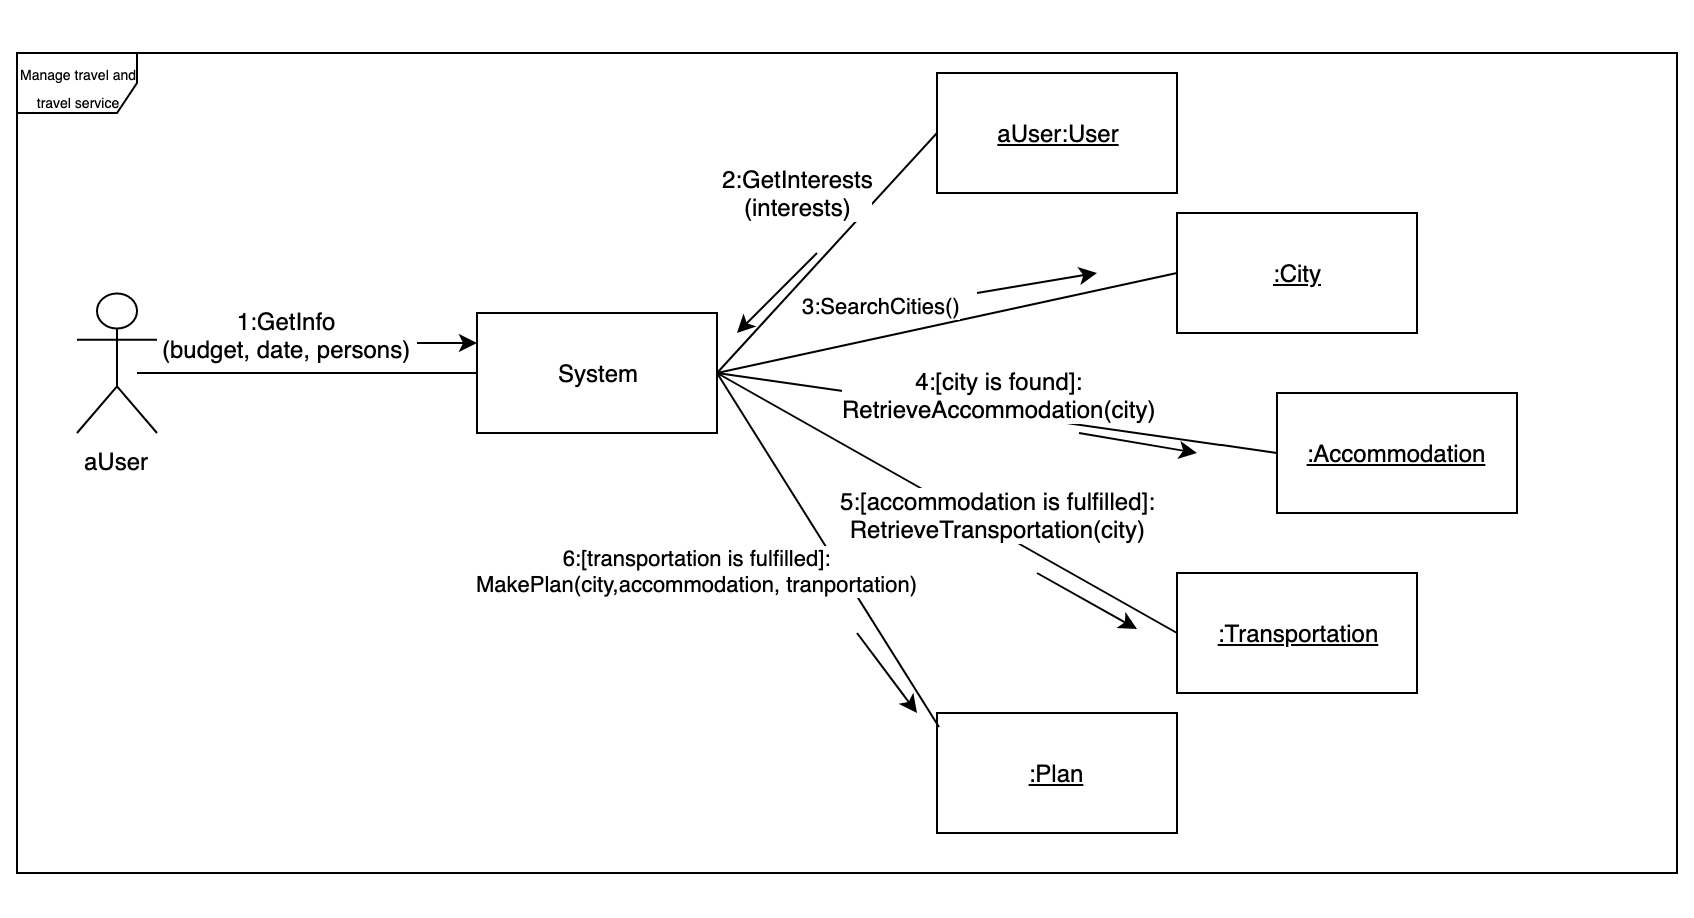 Manage travel and
travel service
aUser:User
2:GetInterests
(interests)
:City
3:SearchCities()
1:GetInfo
(budget, date, persons)
System
4:[city is found]:
RetrieveAccommodation(city)
:Accommodation
aUser
5:[accommodation is fulfilled]:
RetrieveTransportation(city)
6:[transportation is fulfilled]:
MakePlan(city,accommodation, tranportation)
:Transportation
:Plan